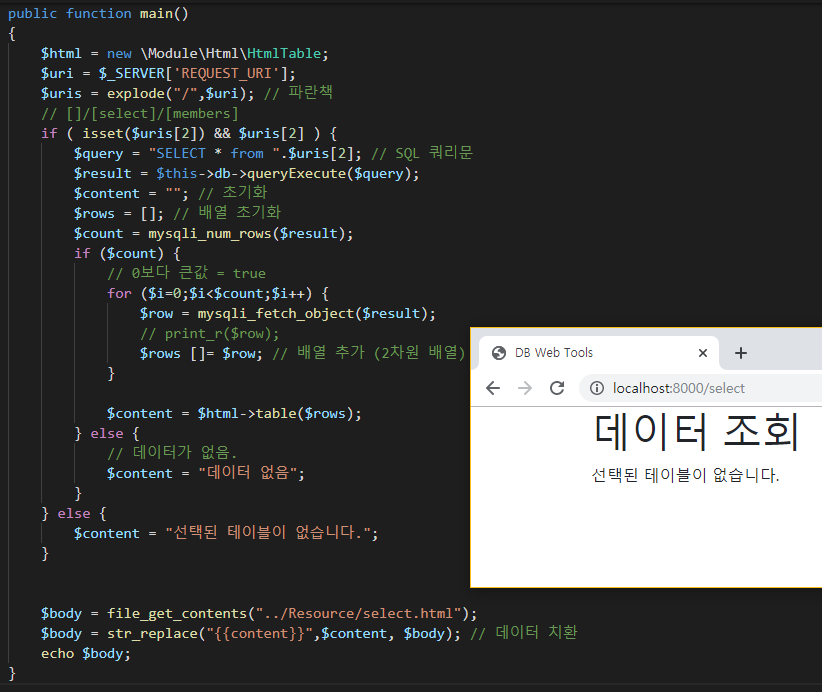 public function main()
{
    $html = new \Module\Html\HtmlTable;
    $uri = $_SERVER['REQUEST_URI'];
    $uris = explode("/",$uri); // 파란책
    // []/[select]/[members]
    if ( isset($uris[2]) && $uris[2] ) {
        $query = "SELECT * from ".$uris[2]; // SQL 쿼리문
        $result = $this->db->queryExecute($query);
        $content = ""; // 초기화
        $rows = []; // 배열 초기화
        $count = mysqli_num_rows($result);
        if ($count) {
            // 0보다 큰값 = true
            for ($i=0;$i<$count;$i++) {
                $row = mysqli_fetch_object($result);
                // print_r($row);
                $rows []= $row; // 배열 추가 (2차원 배열)
            }

            $content = $html->table($rows);
        } else {
            // 데이터가 없음.
            $content = "데이터 없음";
        }
    } else {
        $content = "선택된 테이블이 없습니다.";
    }

    $body = file_get_contents("../Resource/select.html");
    $body = str_replace("{{content}}",$content, $body); // 데이터 치환
    echo $body;
}
DB Web Tools
localhost:8000/select
데이터 조회
선택된 테이블이 없습니다.